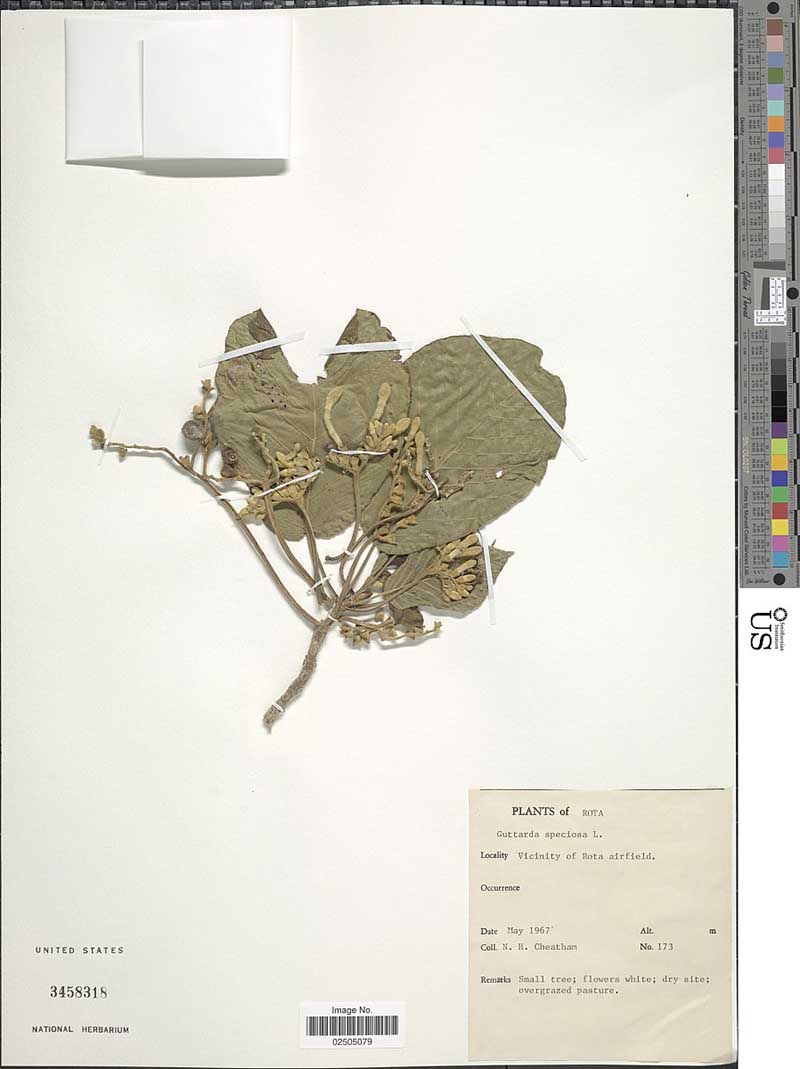 PLANTS of ROTA
Guttarda speciosa L.
Locality Vicinity of Rota airfield.
Occurrence
Date May 1967 Alt. m
Coll. N. H. Cheatham No. 173
Remarks Small tree; flowers white; dry site;
overgrazed pasture.
UNITED STATES
3458318
NATIONAL HERBARIUM
Image No.
02505079
Golden Thread
US
Smithsonian
Institution